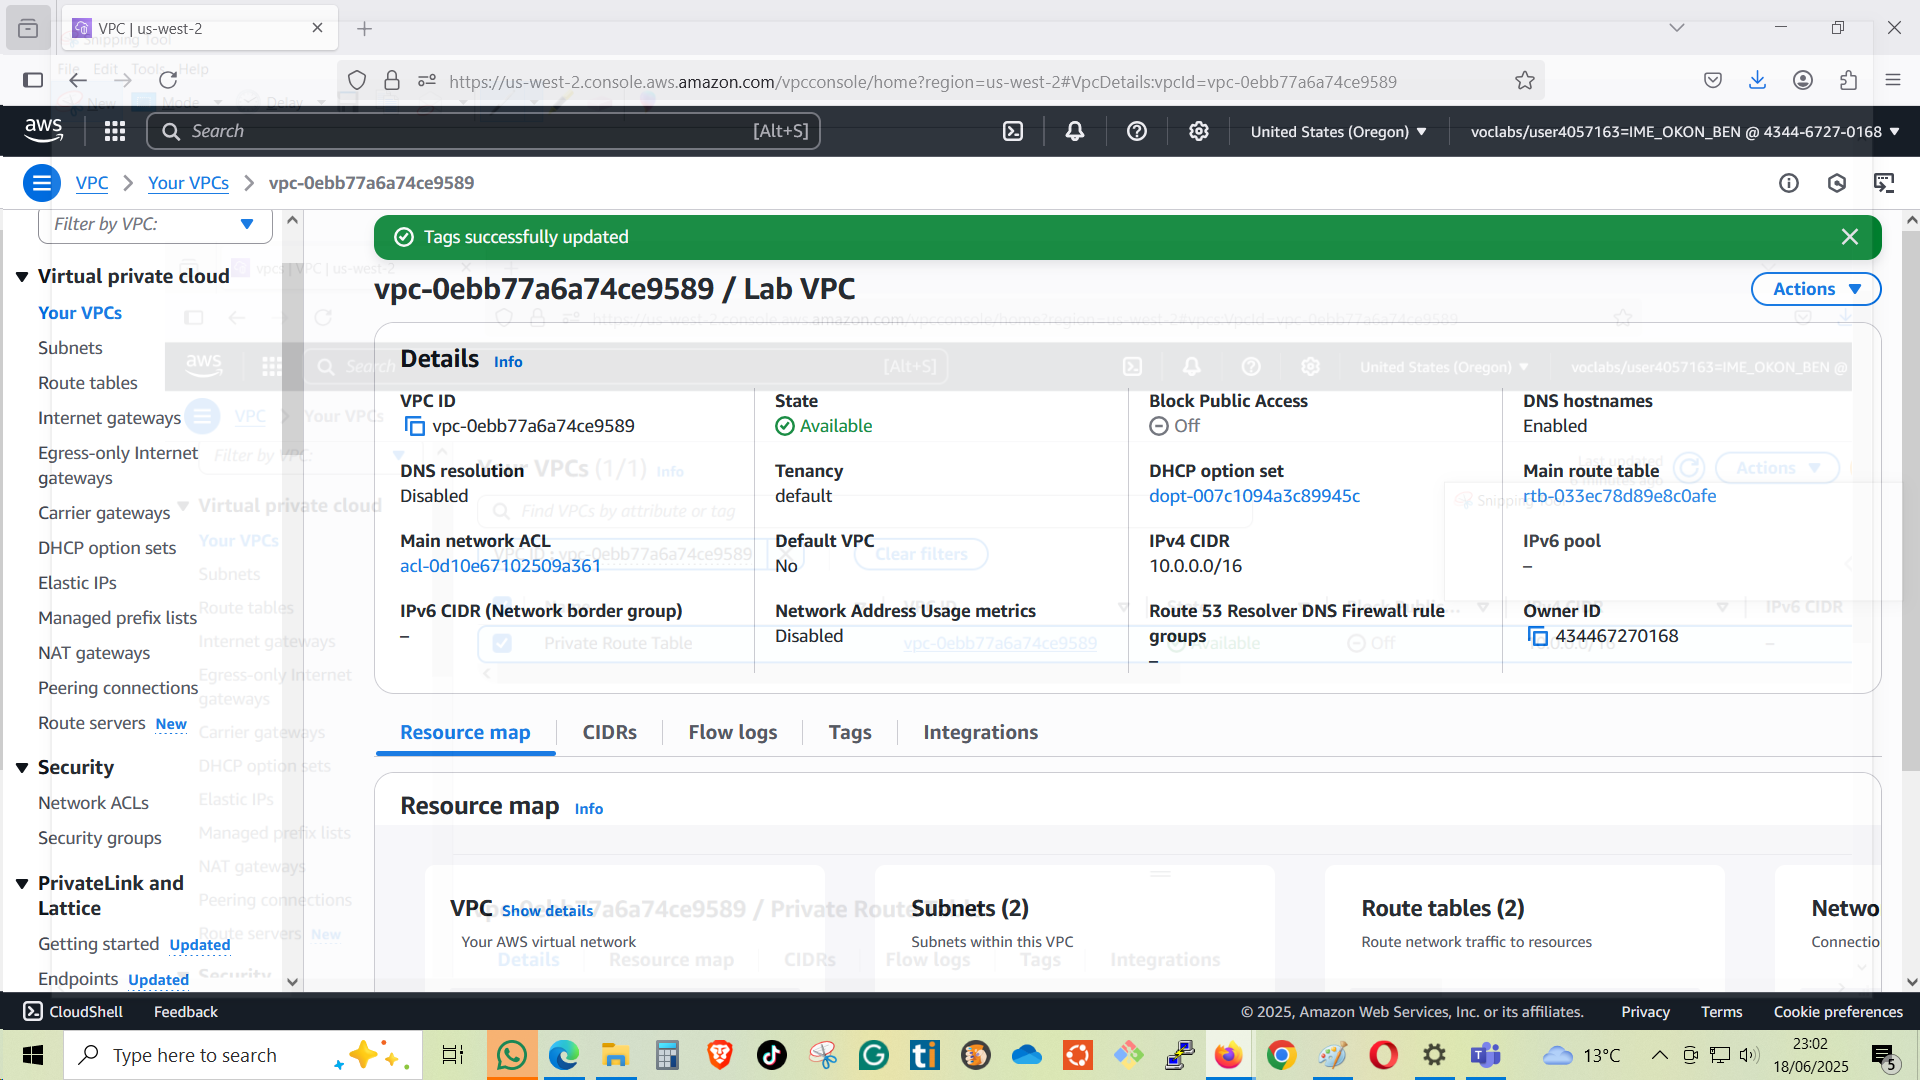 VPC | us-west-2
https://us-west-2.console.aws.amazon.com/vpcconsole/home?region=us-west-2#VpcDetails:vpcId=vpc-0ebb77a6a74ce9589
aws
Search
[Alt+S]
United States (Oregon)
voclabs/user4057163=IME_OKON_BEN @ 4344-6727-0168
VPC
Your VPCs
vpc-0ebb77a6a74ce9589
Filter by VPC:
Virtual private cloud
Your VPCs
Subnets
Route tables
Internet gateways
Egress-only Internet
gateways
Carrier gateways
DHCP option sets
Elastic IPs
Managed prefix lists
NAT gateways
Peering connections
Route servers New
Security
Network ACLs
Security groups
PrivateLink and
Lattice
Getting started Updated
Endpoints Updated
Tags successfully updated
vpc-0ebb77a6a74ce9589 / Lab VPC
Actions
Details Info
VPC ID
vpc-0ebb77a6a74ce9589
State
Available
Block Public Access
Off
DNS hostnames
Enabled
DNS resolution
Disabled
Tenancy
default
DHCP option set
dopt-007c1094a3c89945c
Main route table
rtb-033ec78d89e8c0afe
Main network ACL
acl-0d10e67102509a361
Default VPC
No
IPv4 CIDR
10.0.0.0/16
IPv6 pool
–
IPv6 CIDR (Network border group)
–
Network Address Usage metrics
Disabled
Route 53 Resolver DNS Firewall rule
groups
–
Owner ID
434467270168
Resource map
CIDRs
Flow logs
Tags
Integrations
Resource map Info
VPC Show details
Your AWS virtual network
Subnets (2)
Subnets within this VPC
Route tables (2)
Route network traffic to resources
Netwo
Connectio
CloudShell
Feedback
© 2025, Amazon Web Services, Inc. or its affiliates.
Privacy
Terms
Cookie preferences
Type here to search
13°C
23:02
18/06/2025
5